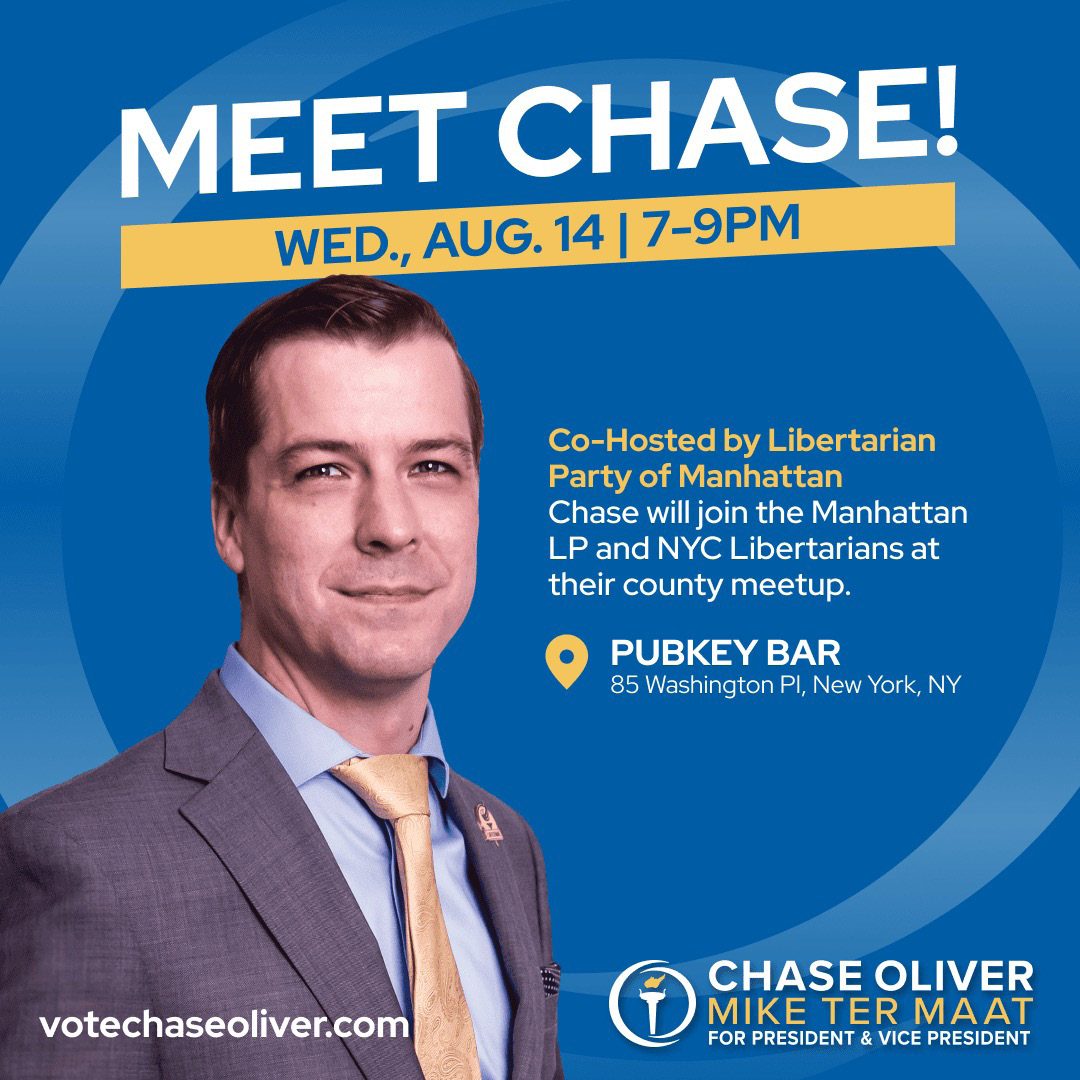 MEET CHASE!
WED., AUG. 14 | 7-9PM
Co-Hosted by Libertarian
Party of Manhattan
Chase will join the Manhattan
LP and NYC Libertarians at
their county meetup.
PUBKEY BAR
85 Washington Pl, New York, NY
votechaseoliver.com
CHASE OLIVER
MIKE TER MAAT
FOR PRESIDENT & VICE PRESIDENT